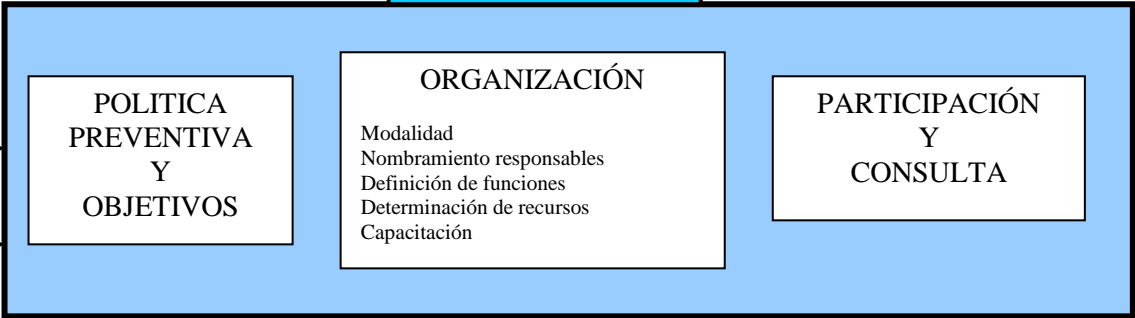 POLITICA
PREVENTIVA
Y
OBJETIVOS
ORGANIZACIÓN
Modalidad
Nombramiento responsables
Definición de funciones
Determinación de recursos
Capacitación
PARTICIPACIÓN
Y
CONSULTA